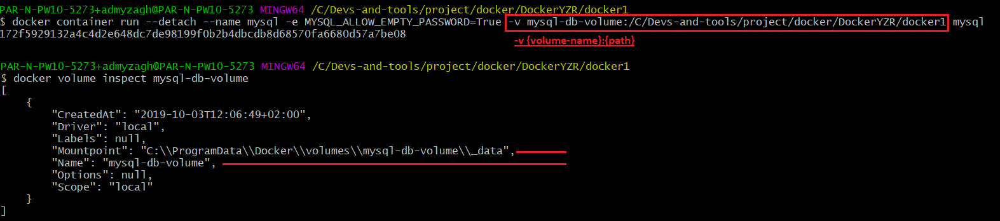 PAR-N-PW10-5273+admyzagh@PAR-N-PW10-5273 MINGW64 /C/Devs-and-tools/project/docker/DockerYZR/docker1
$ docker container run --detach --name mysql -e MYSQL_ALLOW_EMPTY_PASSWORD=True -v mysql-db-volume:/C/Devs-and-tools/project/docker/DockerYZR/docker1 mysql
172f5929132a4c4d2e648dc7de98199f0b2b4dbcdb8d68570fa6680d57a7be08
-v {volume-name}:{path}
PAR-N-PW10-5273+admyzagh@PAR-N-PW10-5273 MINGW64 /C/Devs-and-tools/project/docker/DockerYZR/docker1
$ docker volume inspect mysql-db-volume
[
    {
        "CreatedAt": "2019-10-03T12:06:49+02:00",
        "Driver": "local",
        "Labels": null,
        "Mountpoint": "C:\\ProgramData\\Docker\\volumes\\mysql-db-volume\\_data",
        "Name": "mysql-db-volume",
        "Options": null,
        "Scope": "local"
    }
]